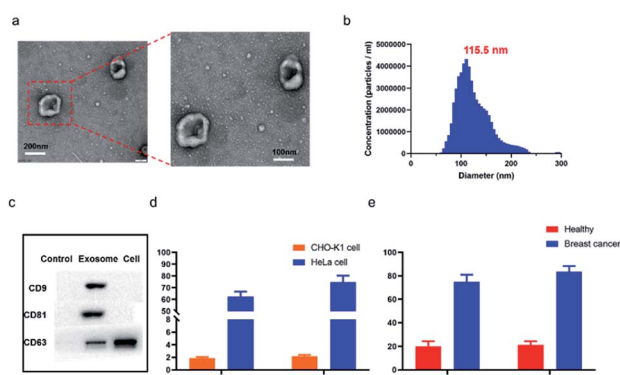 a
200nm
100nm
b
115.5 nm
Concentration (particles / ml)
5000000
4000000
3000000
2000000
1000000
0
0
100
200
300
Diameter (nm)
c
Control Exosome Cell
CD9
CD81
CD63
d
CHO-K1 cell
HeLa cell
100
90
80
70
60
50
8
6
4
2
0
e
Healthy
Breast cancer
100
80
60
40
20
0